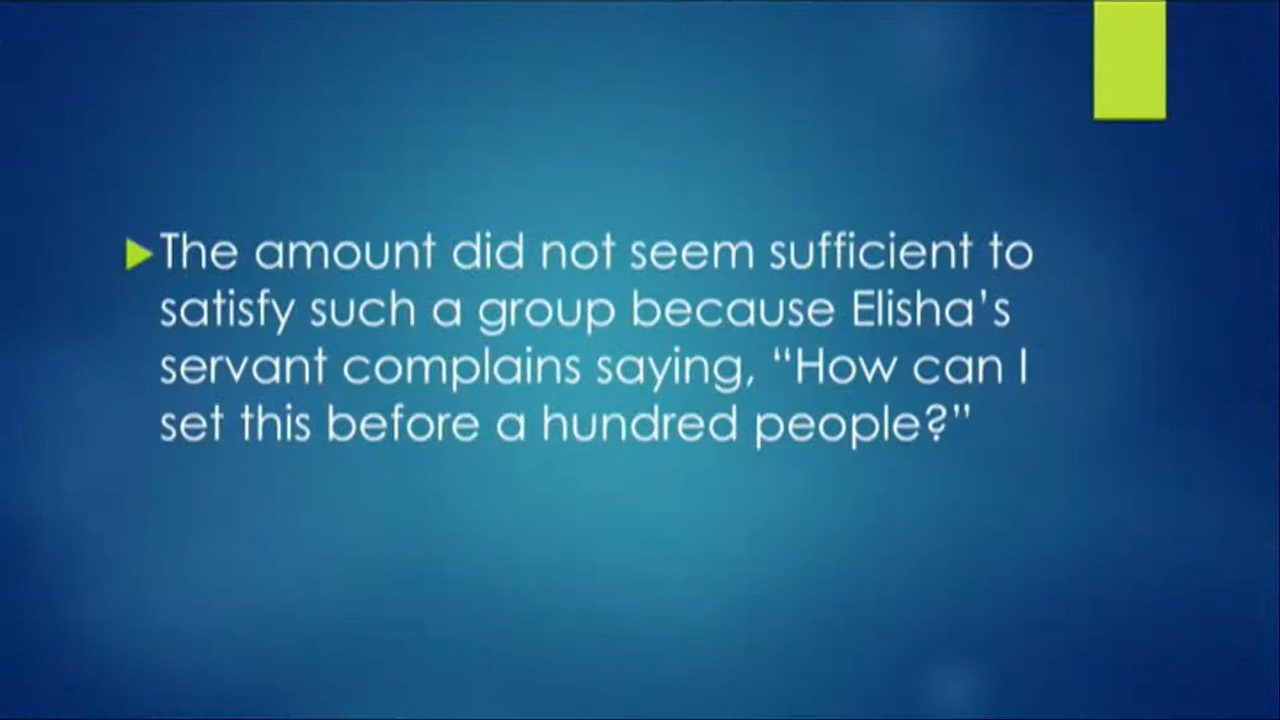 The amount did not seem sufficient to
satisfy such a group because Elisha’s
servant complains saying, “How can I
set this before a hundred people?”